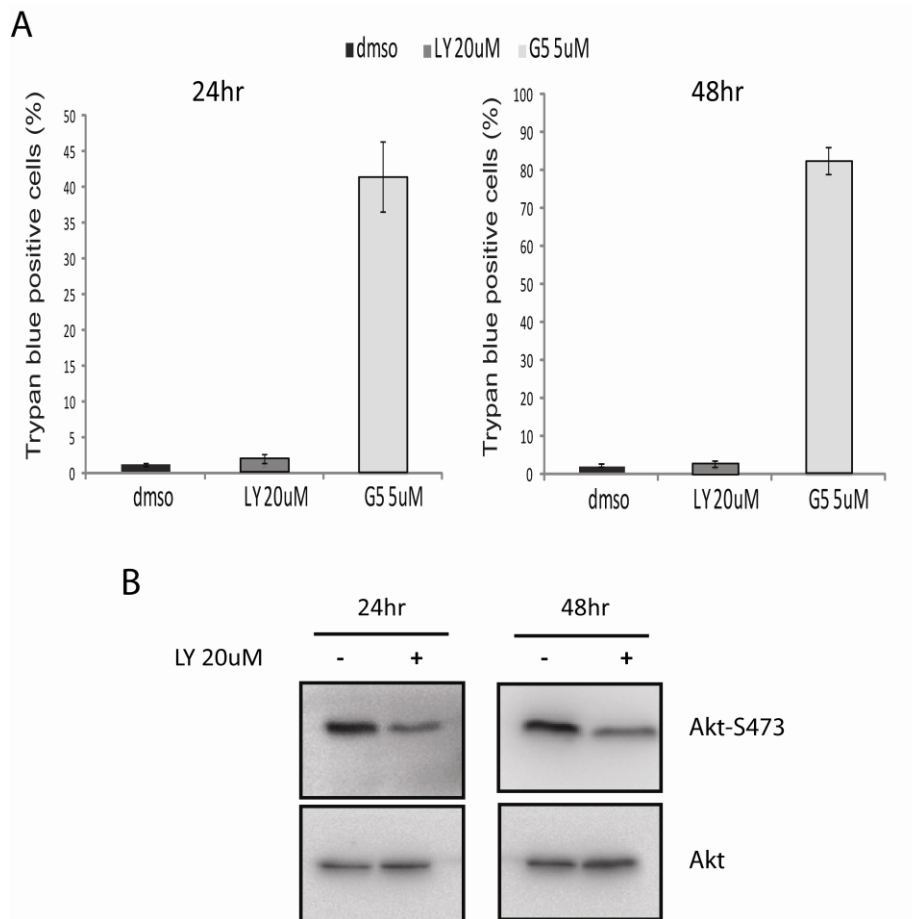 A
dmso LY 20uM G5 5uM
24hr
Trypan blue positive cells (%)
50
45
40
35
30
25
20
15
10
5
0
dmso LY 20uM G5 5uM
48hr
Trypan blue positive cells (%)
100
90
80
70
60
50
40
30
20
10
0
dmso LY 20uM G5 5uM
B
24hr 48hr
LY 20uM - + - +
Akt-S473
Akt